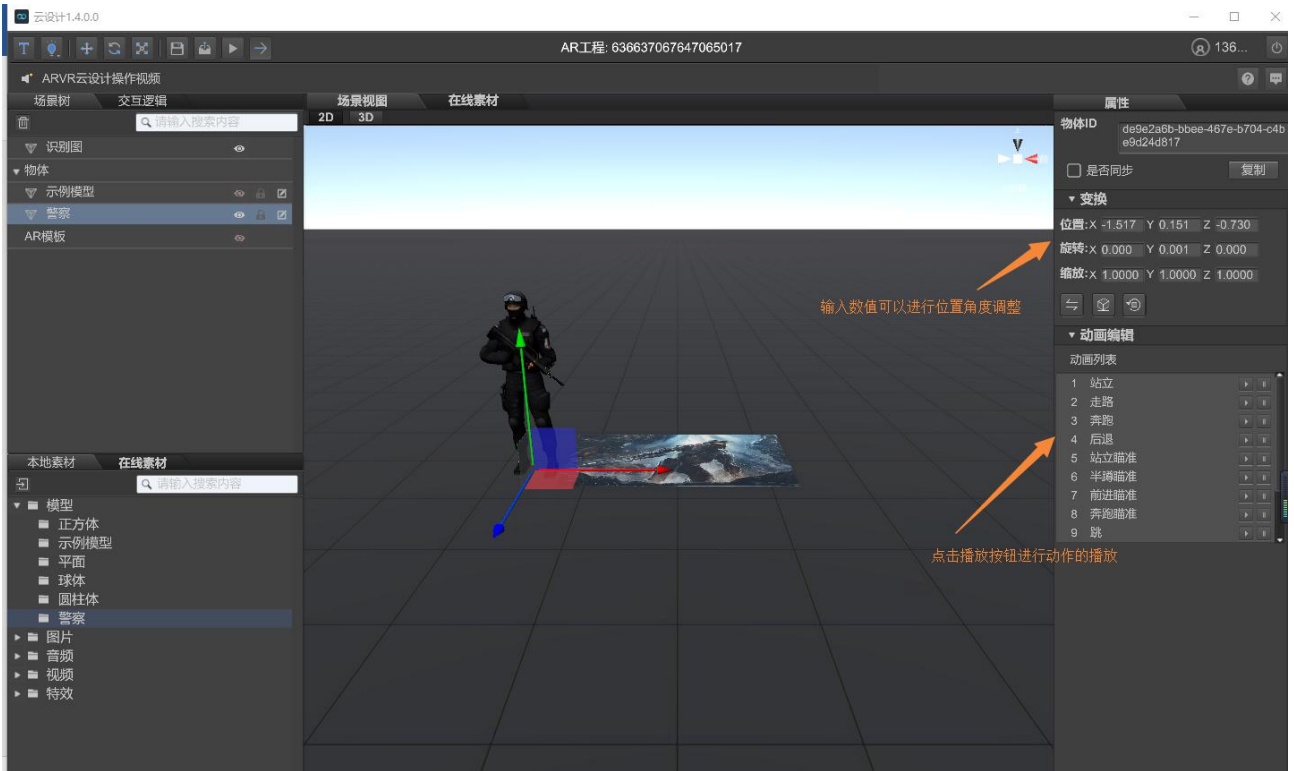 云设计1.4.0.0
T
AR工程: 636637067647065017
136...
ARVR云设计操作视频
场景树 交互逻辑
请输入搜索内容
识别图
物体
示例模型
警察
AR模板
场景视图 在线素材
2D 3D
Y
输入数值可以进行位置角度调整
点击播放按钮进行动作的播放
属性
物体ID de9e2a6b-bbee-467e-b704-c4b
e9d24d817
是否同步 复制
变换
位置:X -1.517 Y 0.151 Z -0.730
旋转:X 0.000 Y 0.001 Z 0.000
缩放:X 1.0000 Y 1.0000 Z 1.0000
动画编辑
动画列表
1 站立
2 走路
3 奔跑
4 后退
5 站立瞄准
6 半蹲瞄准
7 前进瞄准
8 奔跑瞄准
9 跳
本地素材 在线素材
请输入搜索内容
模型
正方体
示例模型
平面
球体
圆柱体
警察
图片
音频
视频
特效